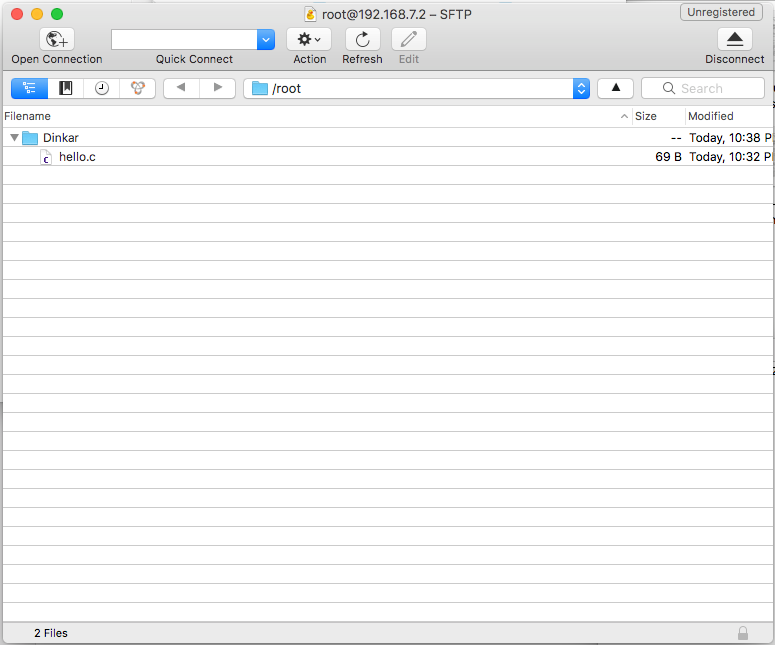 root@192.168.7.2 – SFTP
Unregistered
Open Connection
Quick Connect
Action
Refresh
Edit
Disconnect
/root
Search
Filename
Size
Modified
Dinkar
--
Today, 10:38 P
c
hello.c
69 B
Today, 10:32 P
2 Files